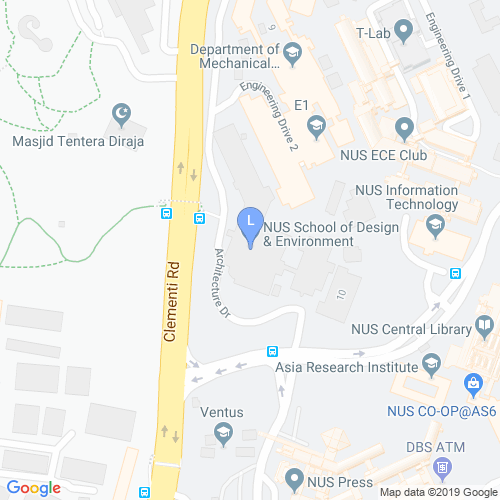 T-Lab
Department of
Mechanical...
9
Engineering Drive 1
Engineering Drive 2
E1
Masjid Tentera Diraja
NUS ECE Club
NUS Information
Technology
L
NUS School of Design
& Environment
Architecture Dr
Clementi Rd
10
NUS Central Library
Asia Research Institute
NUS CO-OP@AS6
Ventus
DBS ATM
NUS Press
Google
Map data ©2019 Google